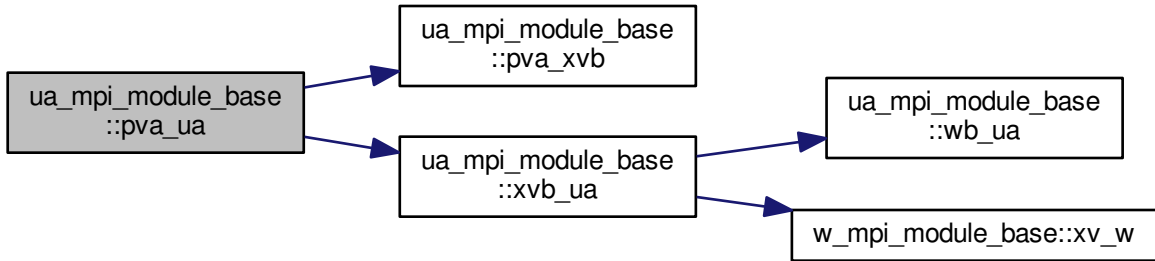 ua_mpi_module_base
::pva_ua
ua_mpi_module_base
::pva_xvb
ua_mpi_module_base
::xvb_ua
ua_mpi_module_base
::wb_ua
w_mpi_module_base::xv_w